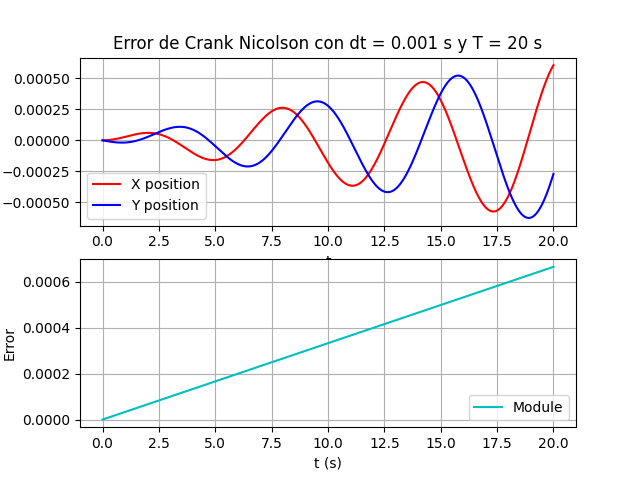 Error de Crank Nicolson con dt = 0.001 s y T = 20 s
0.00050
0.00025
0.00000
−0.00025
−0.00050
X position
Y position
0.0 2.5 5.0 7.5 10.0 12.5 15.0 17.5 20.0
0.0006
0.0004
0.0002
0.0000
Error
Module
0.0 2.5 5.0 7.5 10.0 12.5 15.0 17.5 20.0
t (s)